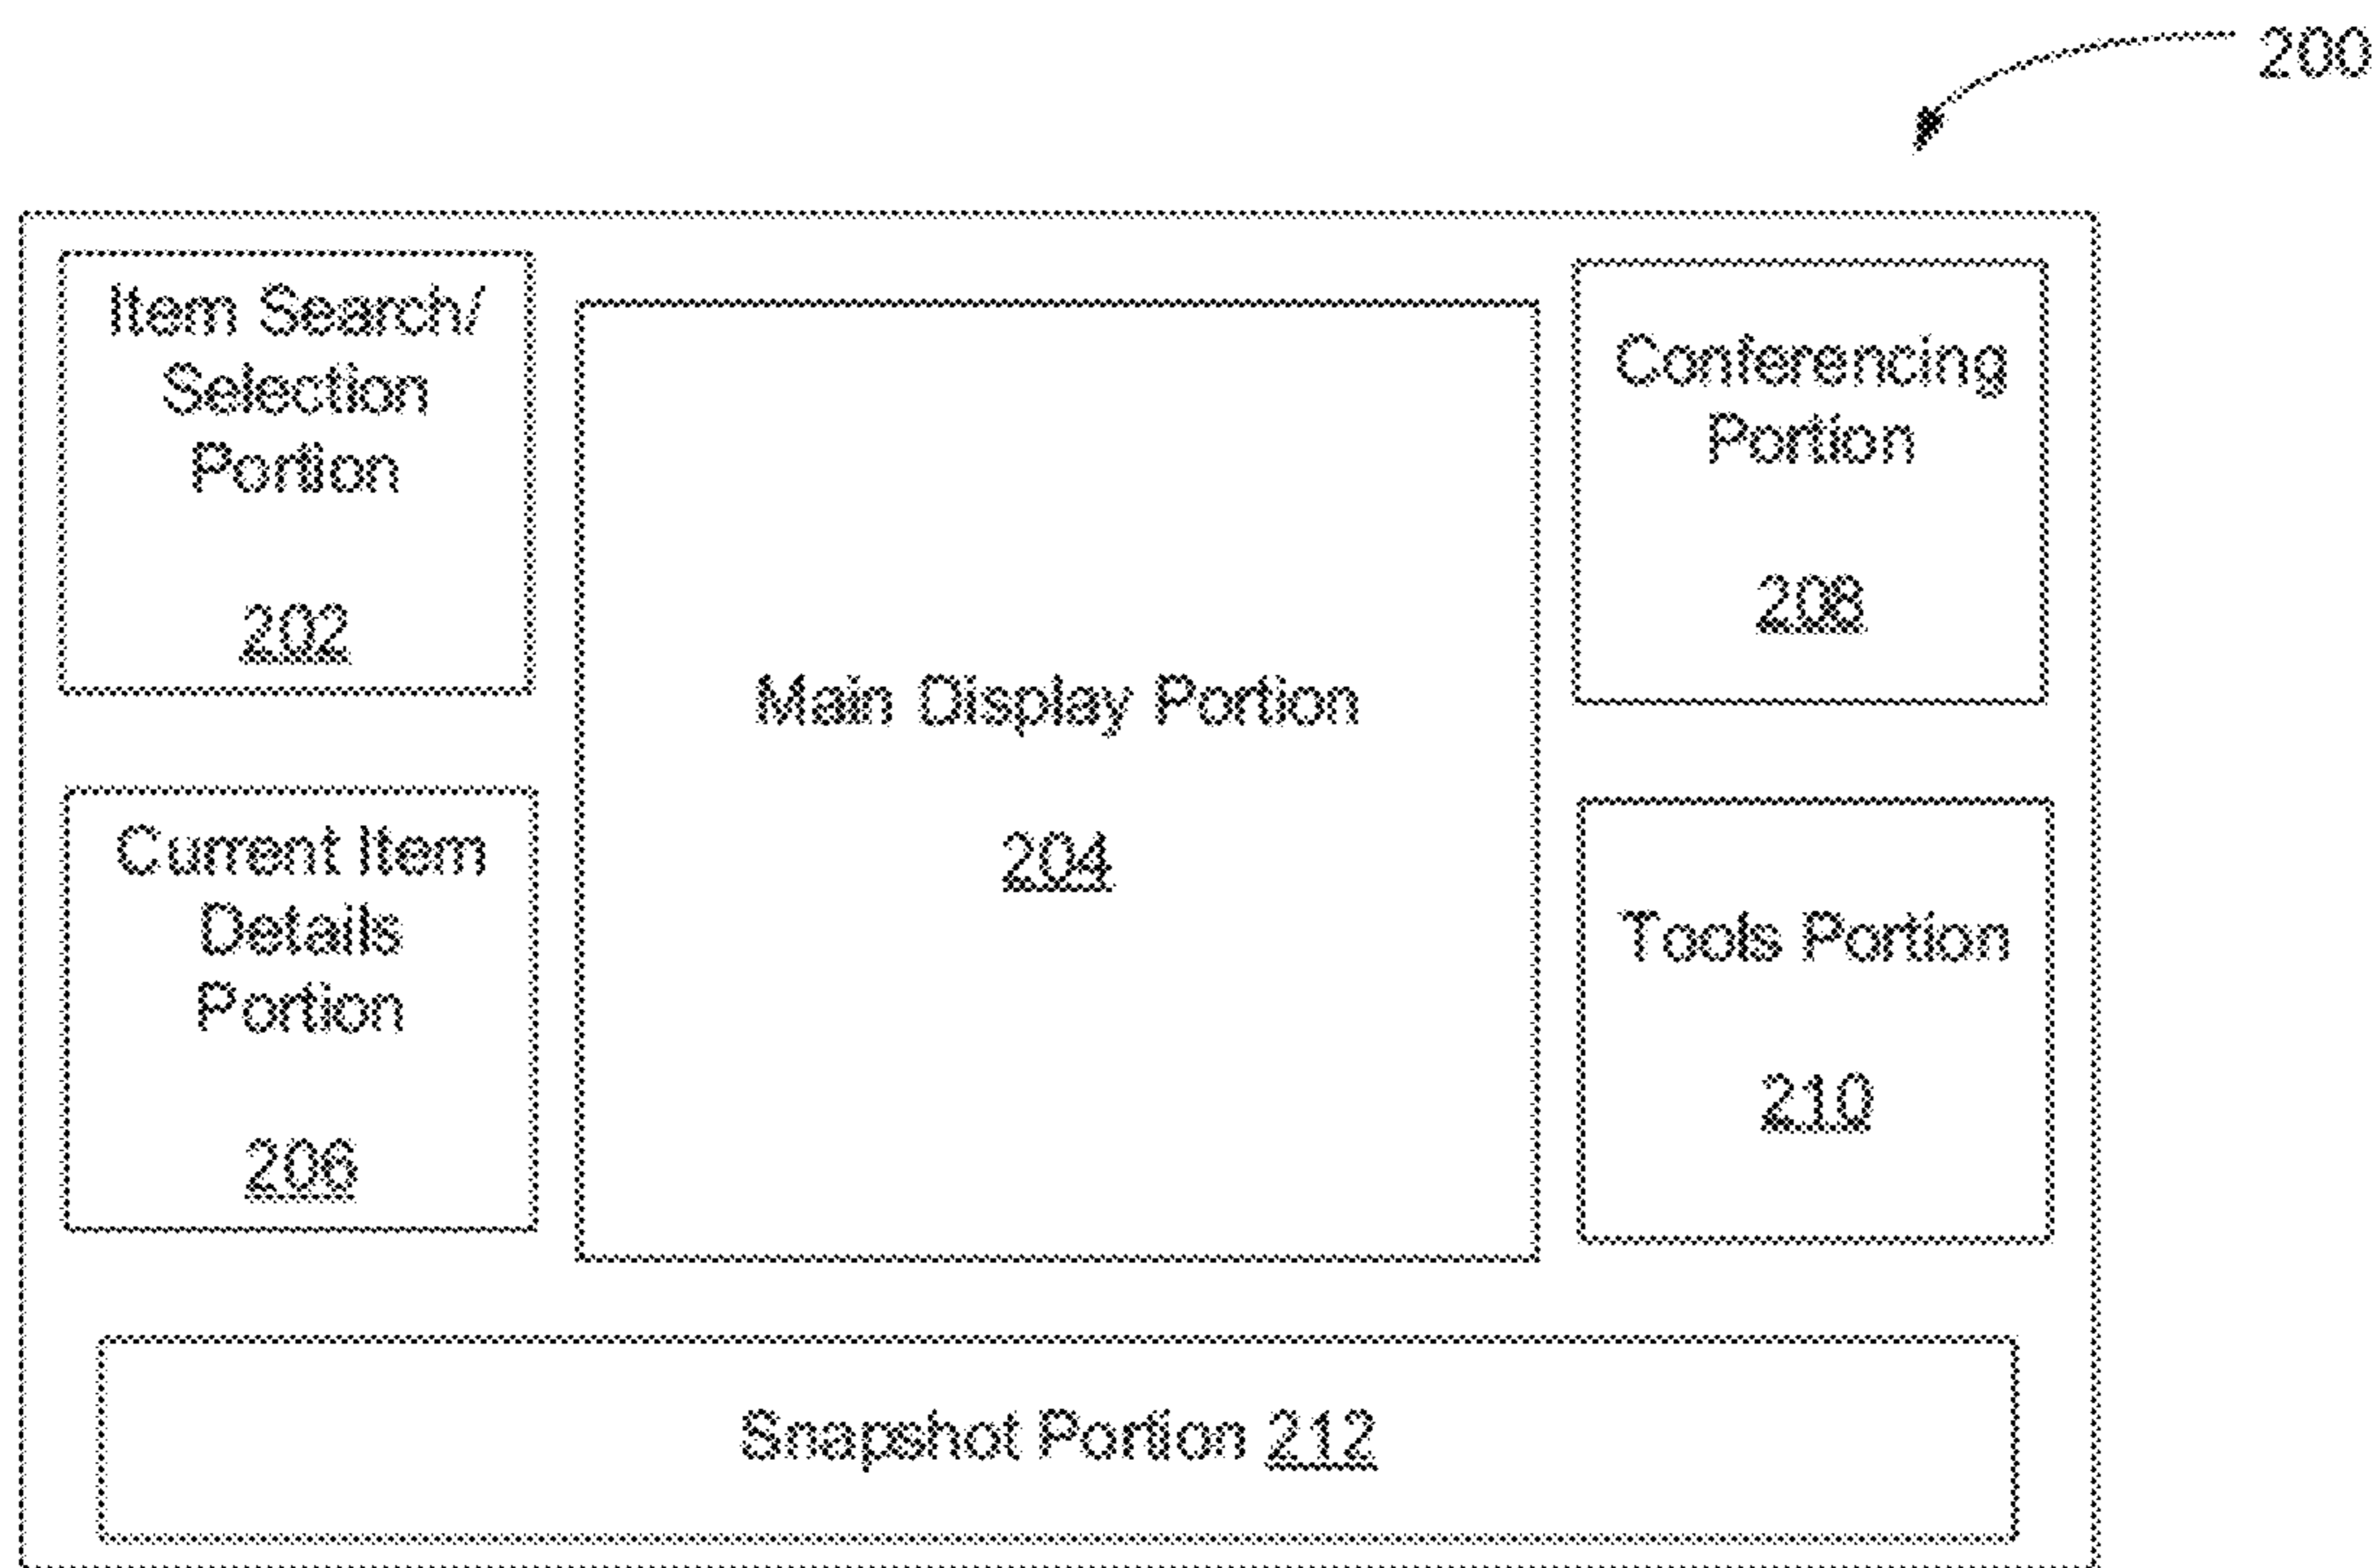 200
Item Search/
Selection
Portion
202
Current Item
Details
Portion
206
Main Display Portion
204
Conferencing
Portion
208
Tools Portion
210
Snapshot Portion 212